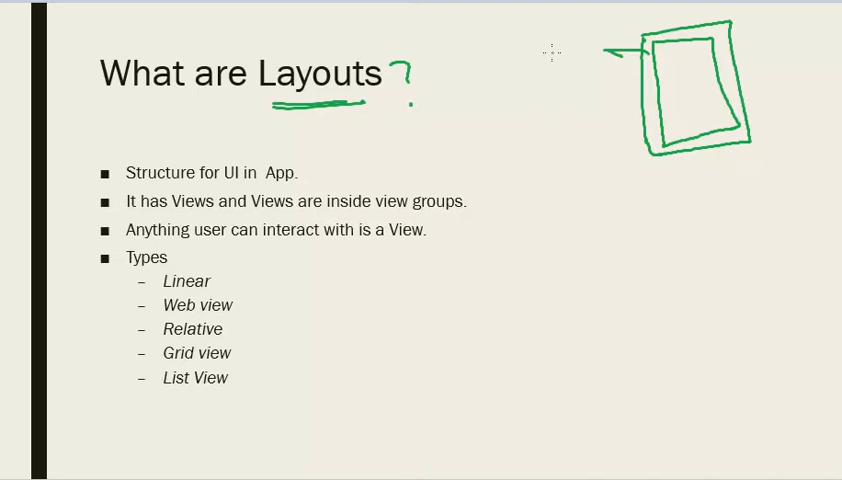 What are Layouts?
■ Structure for UI in App.
■ It has Views and Views are inside view groups.
■ Anything user can interact with is a View.
■ Types
– Linear
– Web view
– Relative
– Grid view
– List View